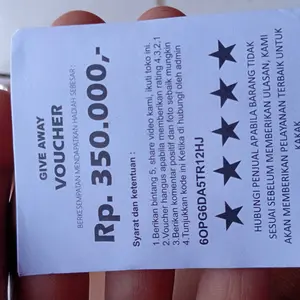 GIVE AWAY
VOUCHER
BERKESEMPATAN MENDAPATKAN HADIAH SEBESAR :
Rp. 350.000,-
Syarat dan ketentuan :
1.Berikan bintang 5, share video kami, ikuti toko ini.
2.Voucher hangus apabila memberikan rating 4,3,2,1
3.Berikan komentar positif dan foto sebaik mungkin
4.Tunjukkan kode ini Ketika di hubungi oleh admin
6OPG6DA5TR12HJ
HUBUNGI PENJUAL APABILA BARANG TIDAK
SESUAI SEBELUM MEMBERIKAN ULASAN, KAMI
AKAN MEMBERIKAN PELAYANAN TERBAIK UNTUK
KAKAK